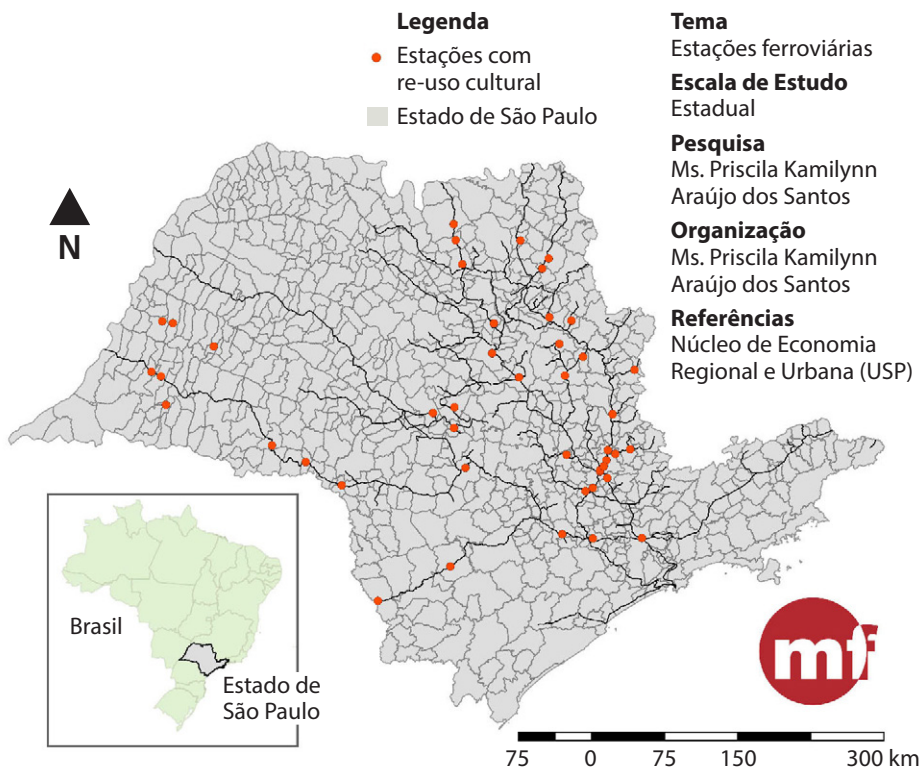 Legenda
Estações com
re-uso cultural
Estado de São Paulo
Tema
Estações ferroviárias
Escala de Estudo
Estadual
Pesquisa
Ms. Priscila Kamilynn
Araújo dos Santos
Organização
Ms. Priscila Kamilynn
Araújo dos Santos
Referências
Núcleo de Economia
Regional e Urbana (USP)
N
Brasil
Estado de
São Paulo
mf
75 0 75 150 300 km